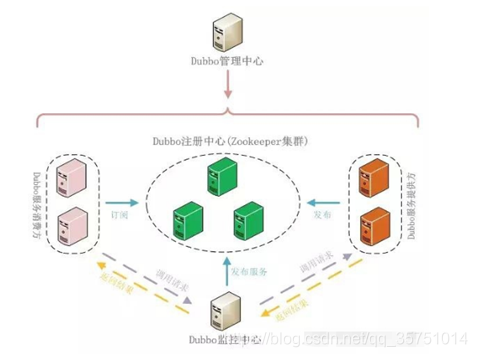 Dubbo管理中心
Dubbo注册中心(Zookeeper集群)
Dubbo服务消费方
订阅
发布
Dubbo服务提供方
调用请求
返回结果
发布服务
调用请求
返回结果
Dubbo监控中心
https://blog.csdn.net/qq_35751014